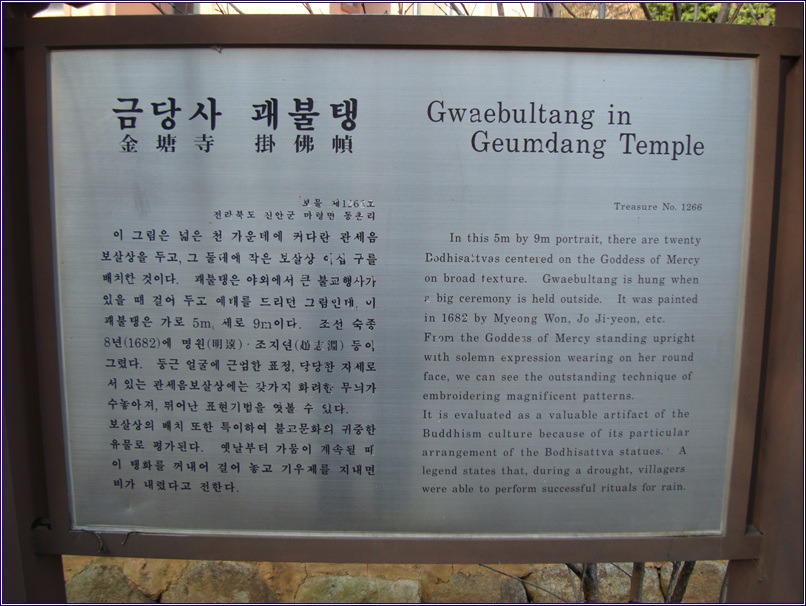 금당사 괘불탱
金塘寺 掛佛幀
보물 제1266호
전라북도 진안군 마령면 동촌리
이 그림은 넓은 천 가운데에 커다란 관세음
보살상을 두고, 그 둘레에 작은 보살상 이십 구를
배치한 것이다. 괘불탱은 야외에서 큰 불교행사가
있을 때 걸어 두고 예배를 드리던 그림인데, 이
괘불탱은 가로 5m, 세로 9m이다. 조선 숙종
8년(1682)에 명원(明遠)·조지연(趙志淵) 등이
그렸다. 둥근 얼굴에 근엄한 표정, 당당한 자세로
서 있는 관세음보살상에는 갖가지 화려한 무늬가
수놓아져, 뛰어난 표현기법을 엿볼 수 있다.
보살상의 배치 또한 특이하여 불교문화의 귀중한
유물로 평가된다. 옛날부터 가뭄이 계속될 때
이 탱화를 꺼내어 걸어 놓고 기우제를 지내면
비가 내렸다고 전한다.
Gwaebultang in
Geumdang Temple
Treasure No. 1266
In this 5m by 9m portrait, there are twenty
Bodhisattvas centered on the Goddess of Mercy
on broad texture. Gwaebultang is hung when
a big ceremony is held outside. It was painted
in 1682 by Myeong Won, Jo Ji-yeon, etc.
From the Goddess of Mercy standing upright
with solemn expression wearing on her round
face, we can see the outstanding technique of
embroidering magnificent patterns.
It is evaluated as a valuable artifact of the
Buddhism culture because of its particular
arrangement of the Bodhisattva statues. A
legend states that, during a drought, villagers
were able to perform successful rituals for rain.